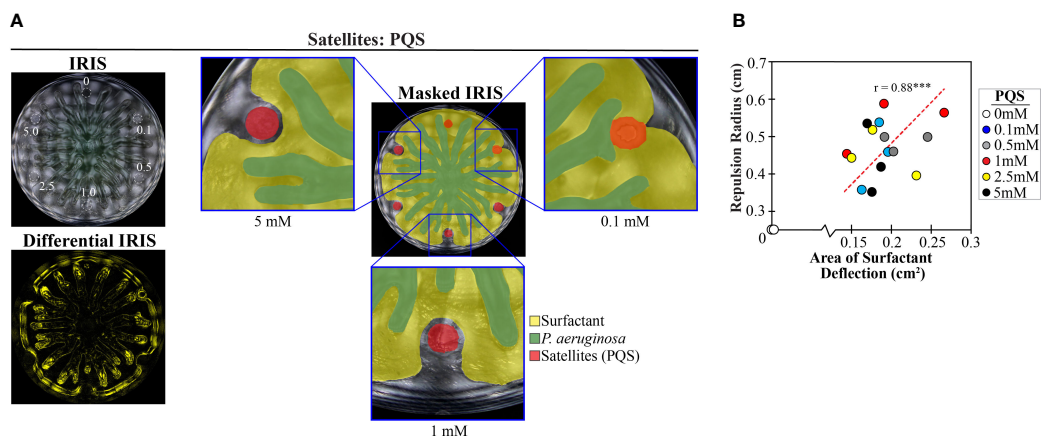 A
Satellites: PQS
IRIS
0
5.0
0.1
0.5
2.5
1.0
Differential IRIS
5 mM
Masked IRIS
0.1 mM
1 mM
Surfactant
P. aeruginosa
Satellites (PQS)
B
Repulsion Radius (cm)
0.7
0.6
0.5
0.4
0.3
0
r = 0.88***
0.15
0.2
0.25
0.3
Area of Surfactant
Deflection (cm²)
PQS
0mM
0.1mM
0.5mM
1mM
2.5mM
5mM